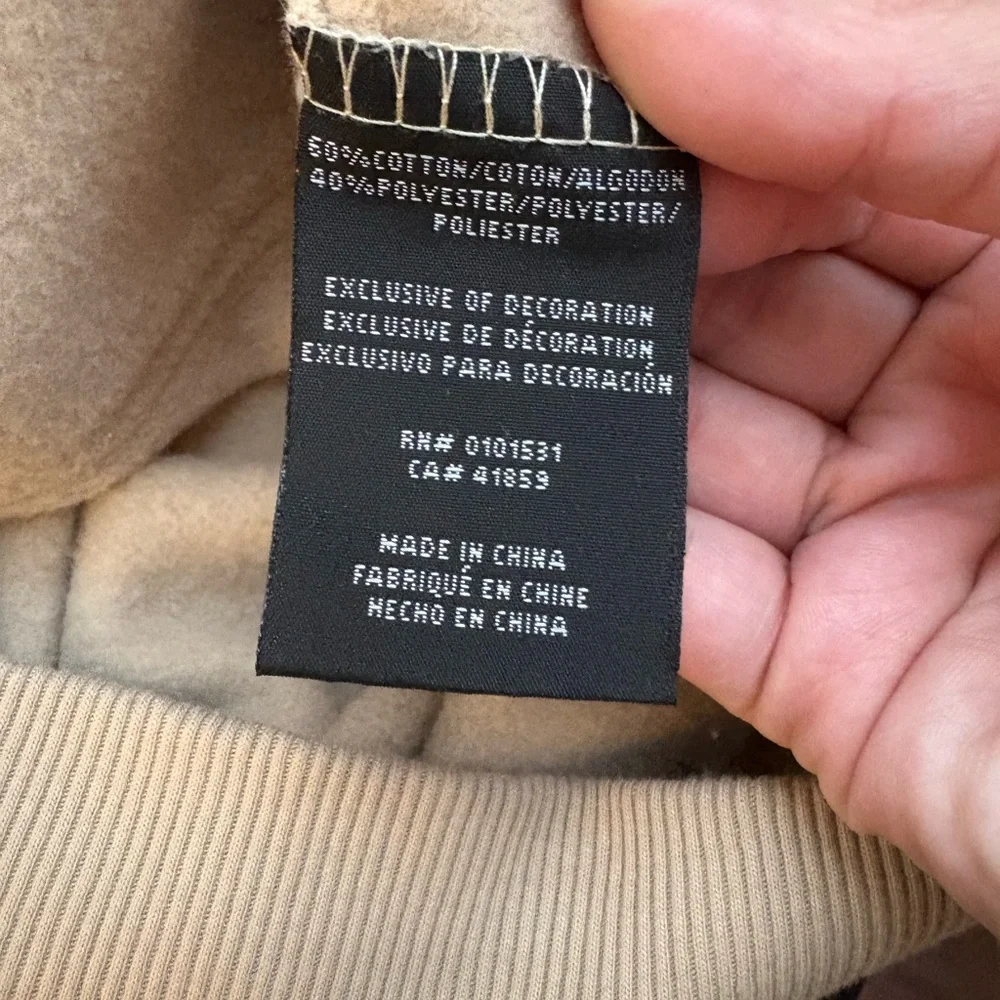 60%COTTON/COTON/ALGODON
40%POLYESTER/POLYESTER/
POLIESTER
EXCLUSIVE OF DECORATION
EXCLUSIVE DE DÉCORATION
EXCLUSIVO PARA DECORACIÓN
RN# 0101531
CA# 41859
MADE IN CHINA
FABRIQUÉ EN CHINE
HECHO EN CHINA